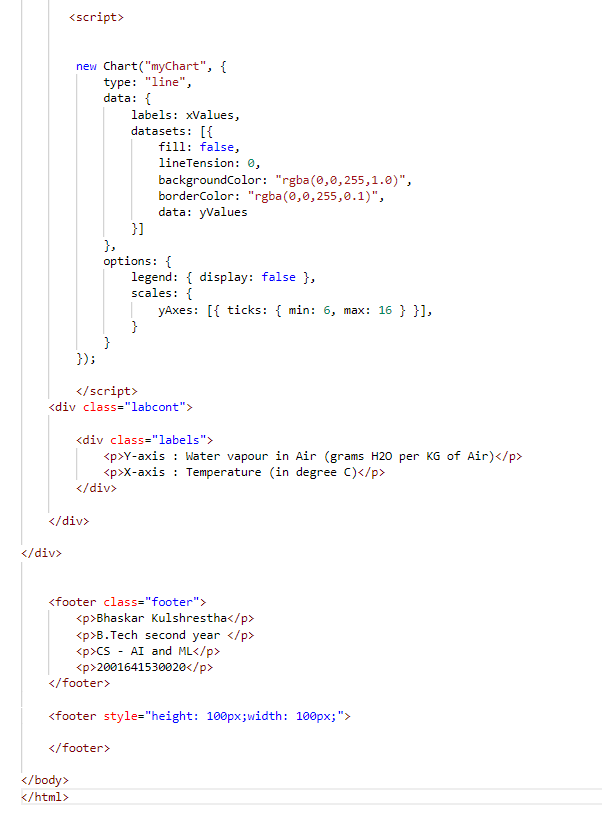 <script>
new Chart("myChart", {
type: "line",
data: {
labels: xValues,
datasets: [{
fill: false,
lineTension: 0,
backgroundColor: "rgba(0,0,255,1.0)",
borderColor: "rgba(0,0,255,0.1)",
data: yValues
}]
},
options: {
legend: { display: false },
scales: {
yAxes: [{ ticks: { min: 6, max: 16 } }],
}
}
});
</script>
<div class="labcont">
<div class="labels">
<p>Y-axis : Water vapour in Air (grams H2O per KG of Air)</p>
<p>X-axis : Temperature (in degree C)</p>
</div>
</div>
</div>
<footer class="footer">
<p>Bhaskar Kulshrestha</p>
<p>B.Tech second year </p>
<p>CS - AI and ML</p>
<p>2001641530020</p>
</footer>
<footer style="height: 100px;width: 100px;">
</footer>
</body>
</html>